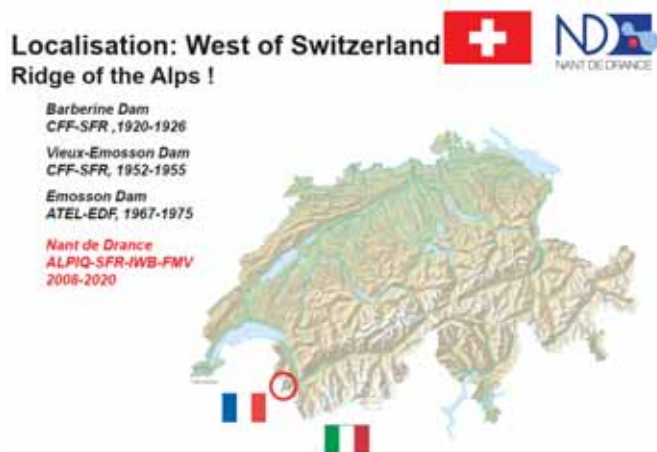 Localisation: West of Switzerland
Ridge of the Alps !
ND
NANT DE DRANCE
Barberine Dam
CFF-SFR ,1920-1926
Vieux-Emosson Dam
CFF-SFR, 1952-1955
Emosson Dam
ATEL-EDF, 1967-1975
Nant de Drance
ALPIQ-SFR-IWB-FMV
2008-2020